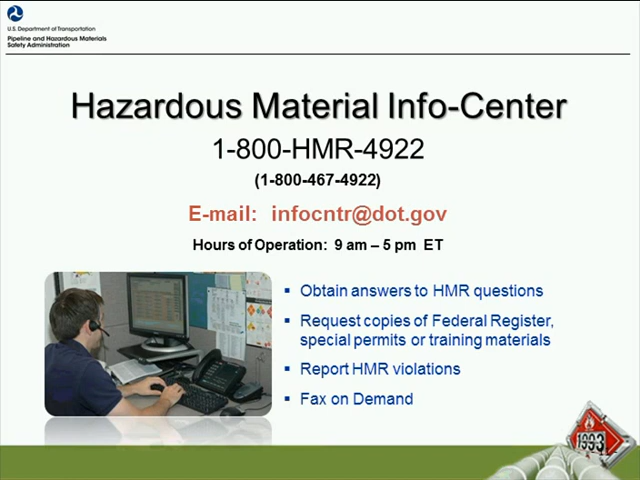 U.S. Department of Transportation
Pipeline and Hazardous Materials
Safety Administration
Hazardous Material Info-Center
1-800-HMR-4922
(1-800-467-4922)
E-mail: infocntr@dot.gov
Hours of Operation: 9 am – 5 pm ET
▪ Obtain answers to HMR questions
▪ Request copies of Federal Register,
special permits or training materials
▪ Report HMR violations
▪ Fax on Demand
1993